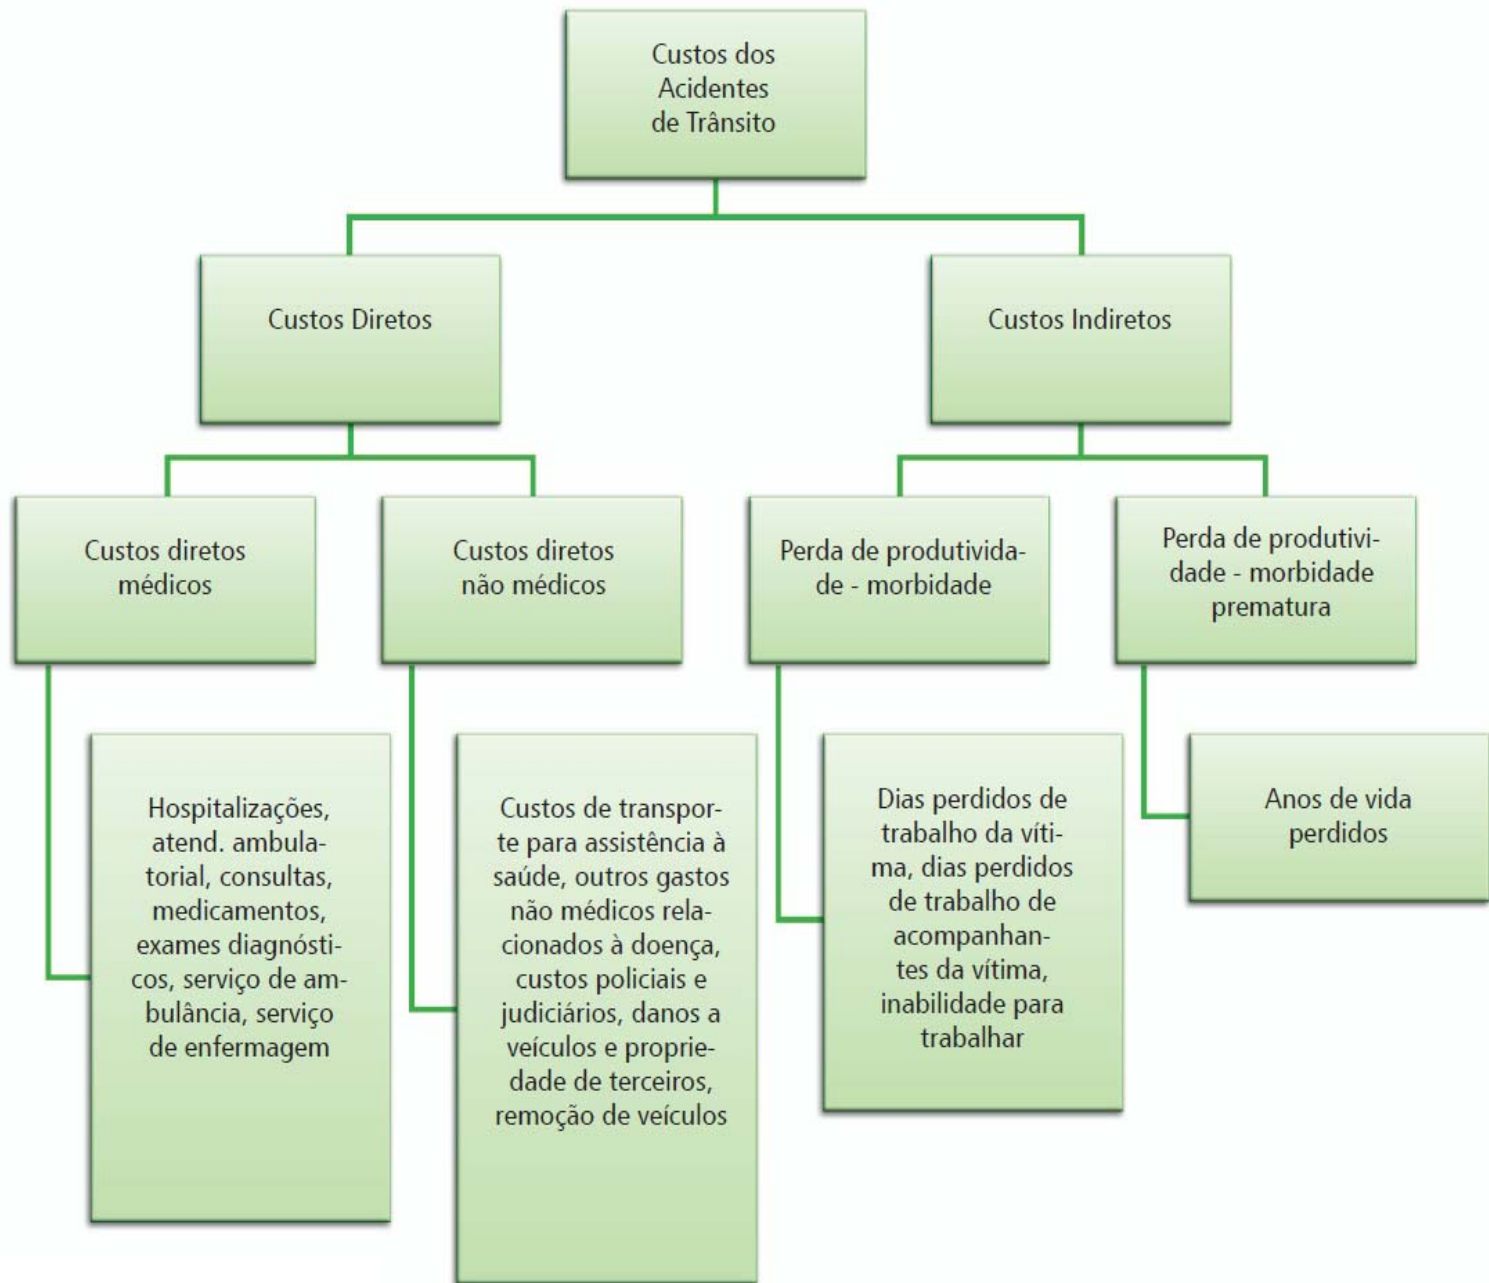 Custos dos
Acidentes
de Trânsito
Custos Diretos
Custos Indiretos
Custos diretos
médicos
Custos diretos
não médicos
Perda de produtivida-
de - morbidade
Perda de produtivi-
dade - morbidade
prematura
Hospitalizações,
atend. ambula-
torial, consultas,
medicamentos,
exames diagnósti-
cos, serviço de am-
bulância, serviço
de enfermagem
Custos de transpor-
te para assistência à
saúde, outros gastos
não médicos rela-
cionados à doença,
custos policiais e
judiciários, danos a
veículos e proprie-
dade de terceiros,
remoção de veículos
Dias perdidos de
trabalho da víti-
ma, dias perdidos
de trabalho de
acompanhan-
tes da vítima,
inabilidade para
trabalhar
Anos de vida
perdidos